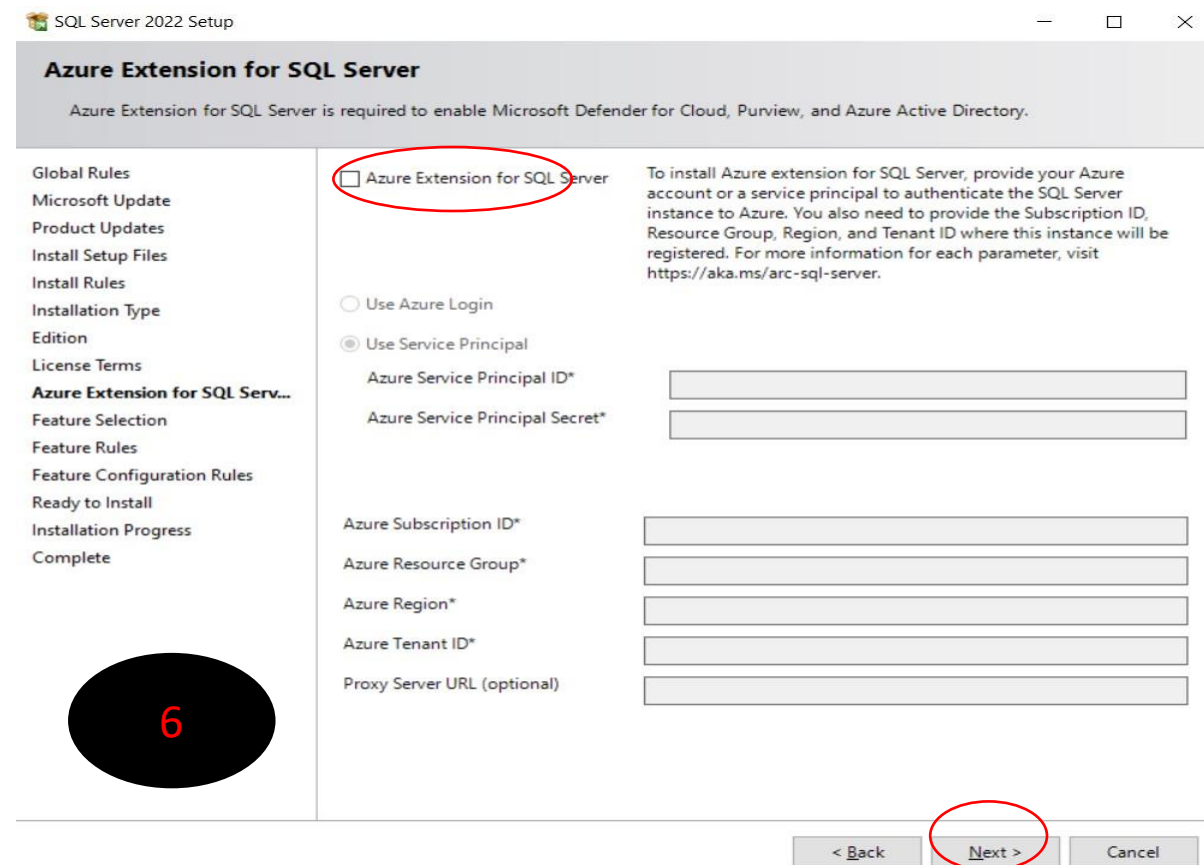 SQL Server 2022 Setup
Azure Extension for SQL Server
Azure Extension for SQL Server is required to enable Microsoft Defender for Cloud, Purview, and Azure Active Directory.
Global Rules
Microsoft Update
Product Updates
Install Setup Files
Install Rules
Installation Type
Edition
License Terms
Azure Extension for SQL Serv...
Feature Selection
Feature Rules
Feature Configuration Rules
Ready to Install
Installation Progress
Complete
6
Azure Extension for SQL Server
To install Azure extension for SQL Server, provide your Azure
account or a service principal to authenticate the SQL Server
instance to Azure. You also need to provide the Subscription ID,
Resource Group, Region, and Tenant ID where this instance will be
registered. For more information for each parameter, visit
https://aka.ms/arc-sql-server.
Use Azure Login
Use Service Principal
Azure Service Principal ID*
Azure Service Principal Secret*
Azure Subscription ID*
Azure Resource Group*
Azure Region*
Azure Tenant ID*
Proxy Server URL (optional)
< Back
Next >
Cancel